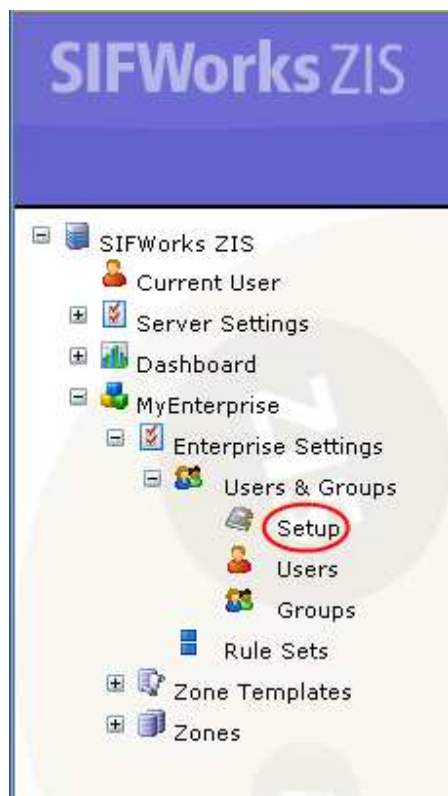 SIFWorks ZIS
SIFWorks ZIS
Current User
Server Settings
Dashboard
MyEnterprise
Enterprise Settings
Users & Groups
Setup
Users
Groups
Rule Sets
Zone Templates
Zones